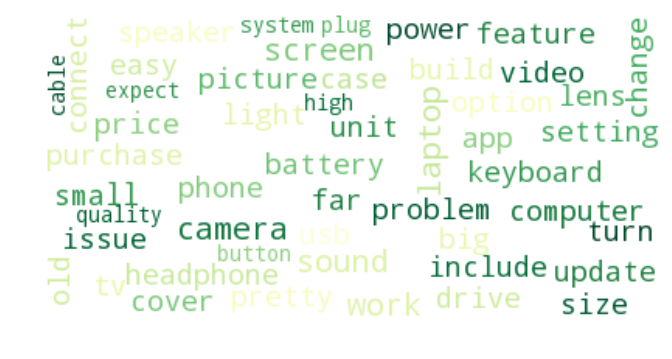 system plug
speaker
power feature
change
connect
screen
easy
picture case
build video
cable
expect
high
light
option lens
price
unit
laptop
app setting
purchase
battery
keyboard
small
phone
far
problem computer
quality
camera
turn
issue
usb
big
button
sound
include update
old
tv headphone
cover pretty work drive size